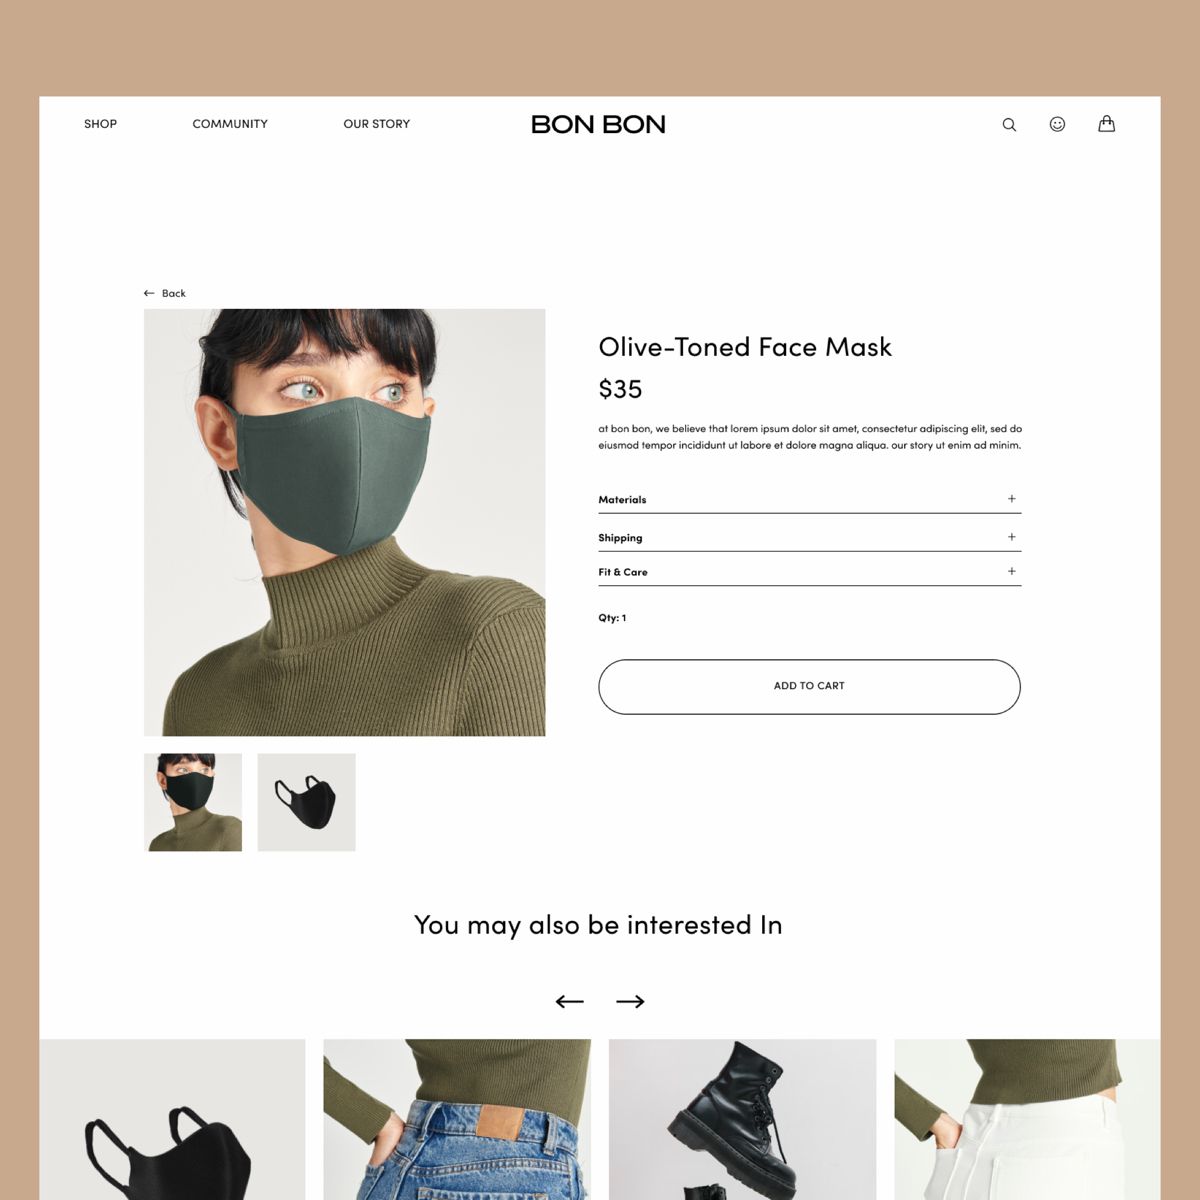 SHOP
COMMUNITY
OUR STORY
BON BON
Back
Olive-Toned Face Mask
$35
at bon bon, we believe that lorem ipsum dolor sit amet, consectetur adipiscing elit, sed do
eiusmod tempor incididunt ut labore et dolore magna aliqua. our story ut enim ad minim.
Materials
Shipping
Fit & Care
Qty: 1
ADD TO CART
You may also be interested In